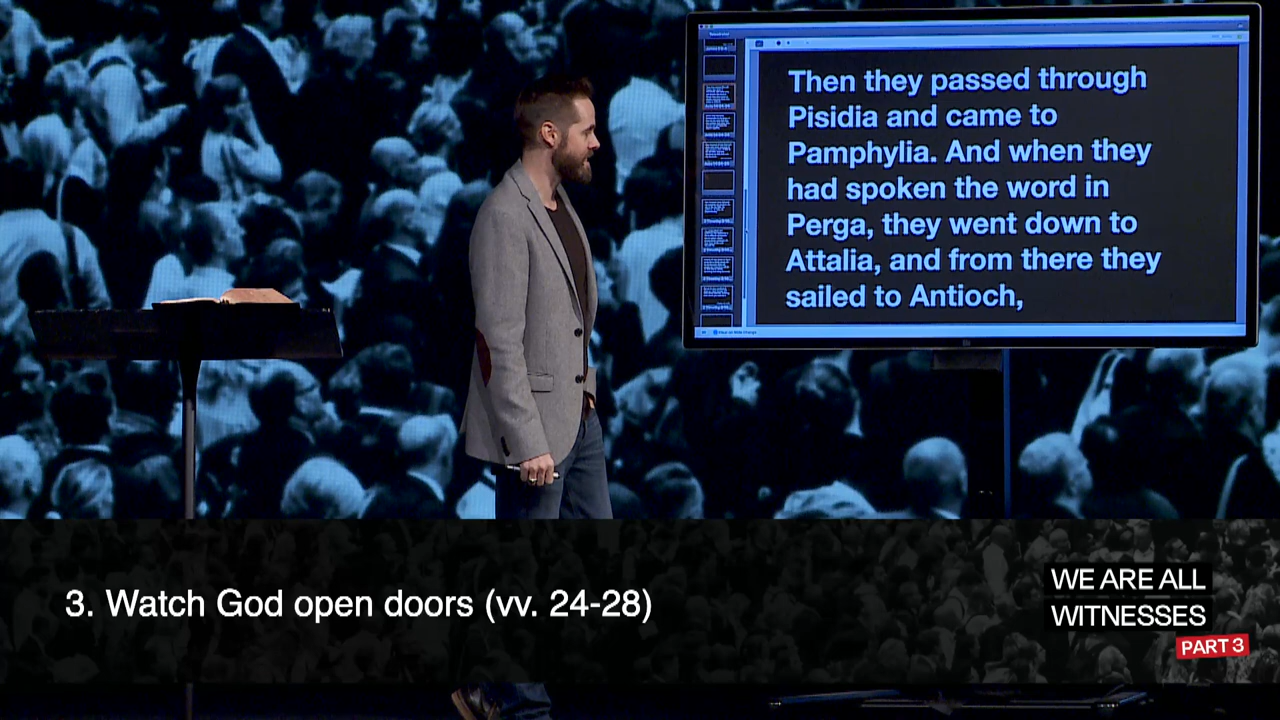 Then they passed through
Pisidia and came to
Pamphylia. And when they
had spoken the word in
Perga, they went down to
Attalia, and from there they
sailed to Antioch,
3. Watch God open doors (vv. 24-28)
WE ARE ALL
WITNESSES
PART 3